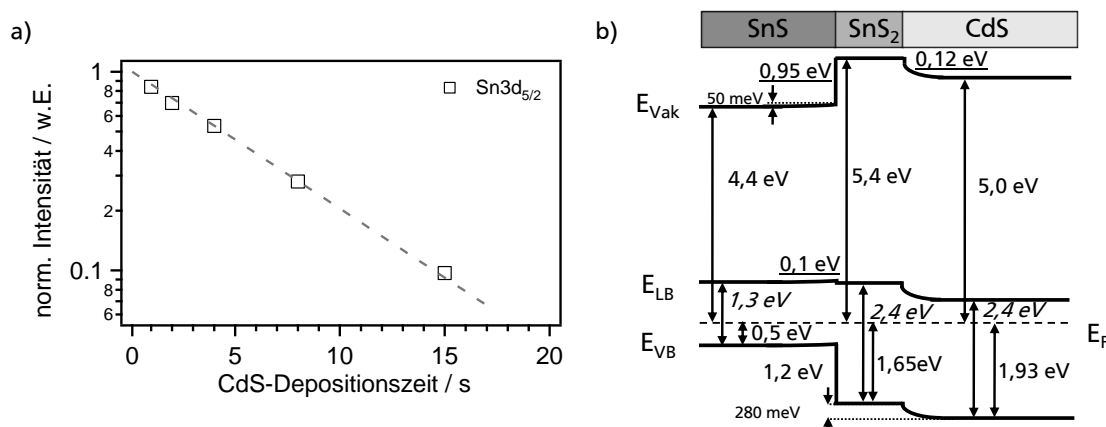 a)
norm. Intensität / w.E.
1
8
6
4
2
0.1
8
6
Sn3d5/2
0
5
10
15
20
CdS-Depositionszeit / s
b)
SnS
SnS2
CdS
0,95 eV
0,12 eV
50 meV
EVak
4,4 eV
5,4 eV
5,0 eV
0,1 eV
ELB
1,3 eV
2,4 eV
2,4 eV
EF
EVB
0,5 eV
1,2 eV
1,65eV
1,93 eV
280 meV